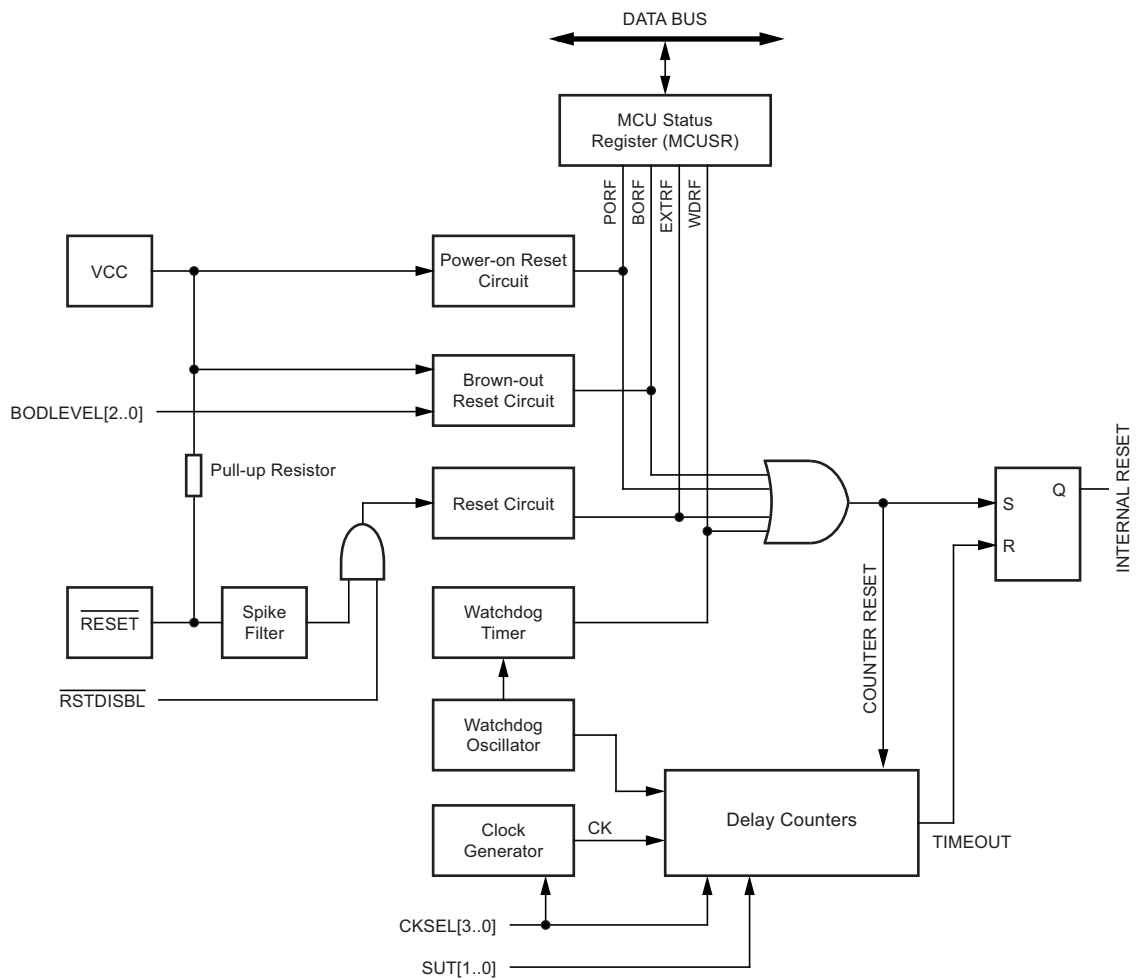 DATA BUS
MCU Status
Register (MCUSR)
PORF
BORF
EXTRF
WDRF
VCC
Power-on Reset
Circuit
Brown-out
Reset Circuit
BODLEVEL[2..0]
Pull-up Resistor
Reset Circuit
S
Q
R
INTERNAL RESET
RESET
Spike
Filter
Watchdog
Timer
COUNTER RESET
RSTDISBL
Watchdog
Oscillator
Clock
Generator
CK
Delay Counters
TIMEOUT
CKSEL[3..0]
SUT[1..0]